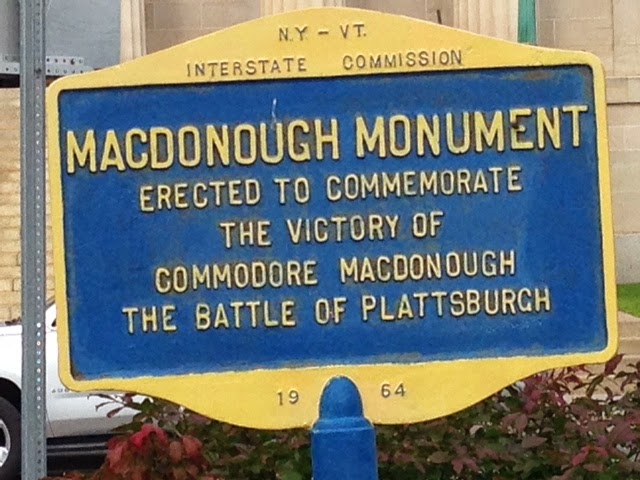 N.Y. – VT.
INTERSTATE COMMISSION
MACDONOUGH MONUMENT
ERECTED TO COMMEMORATE
THE VICTORY OF
COMMODORE MACDONOUGH
THE BATTLE OF PLATTSBURGH
19 64